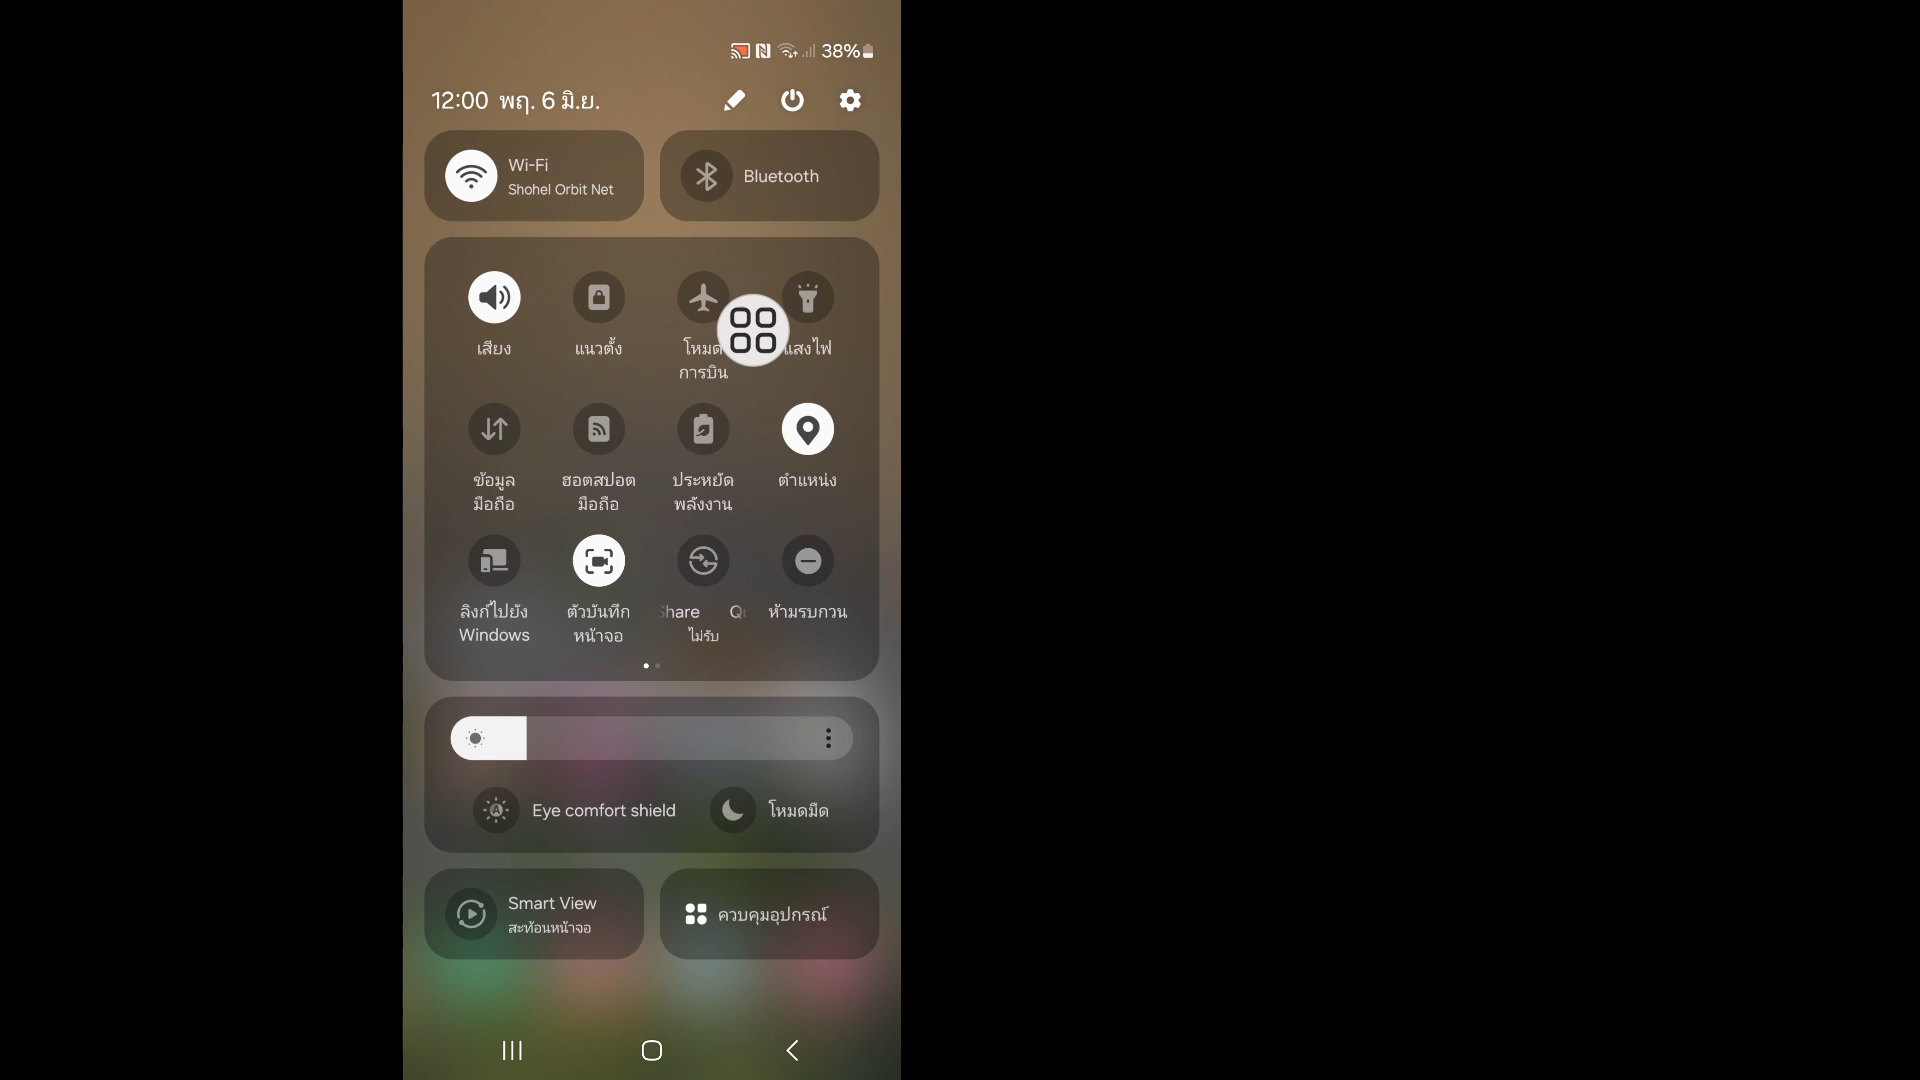 38%
12:00 พฤ. 6 มิ.ย.
Wi-Fi
Shohel Orbit Net
Bluetooth
เสียง
แนวตั้ง
โหมด
การบิน
แสงไฟ
ข้อมูล
มือถือ
ฮอตสปอต
มือถือ
ประหยัด
พลังงาน
ตำแหน่ง
ลิงก์ไปยัง
Windows
ตัวบันทึก
หน้าจอ
Share
ไม่รับ
ห้ามรบกวน
Eye comfort shield
โหมดมืด
Smart View
สะท้อนหน้าจอ
ควบคุมอุปกรณ์